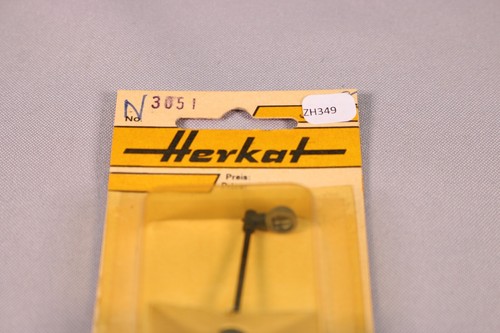 N 3051
No.
ZH349
Herkat
Preis: